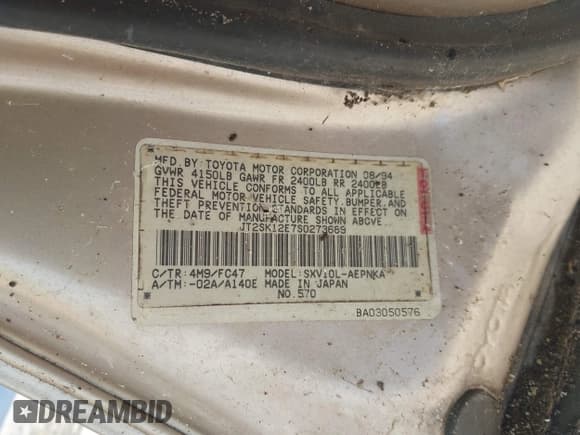 MFD. BY TOYOTA MOTOR CORPORATION 08/94
GVWR 4150LB GAWR FR 2400LB RR 2400LB
THIS VEHICLE CONFORMS TO ALL APPLICABLE
FEDERAL MOTOR VEHICLE SAFETY, BUMPER, AND
THEFT PREVENTION STANDARDS IN EFFECT ON
THE DATE OF MANUFACTURE SHOWN ABOVE.
JT2SK12E7S0273689
C/TR: 4M9/FC47 MODEL: SXV10L-AEPNKA
A/TM: -02A/A140E MADE IN JAPAN
NO.570
BA03050576
DREAMBID